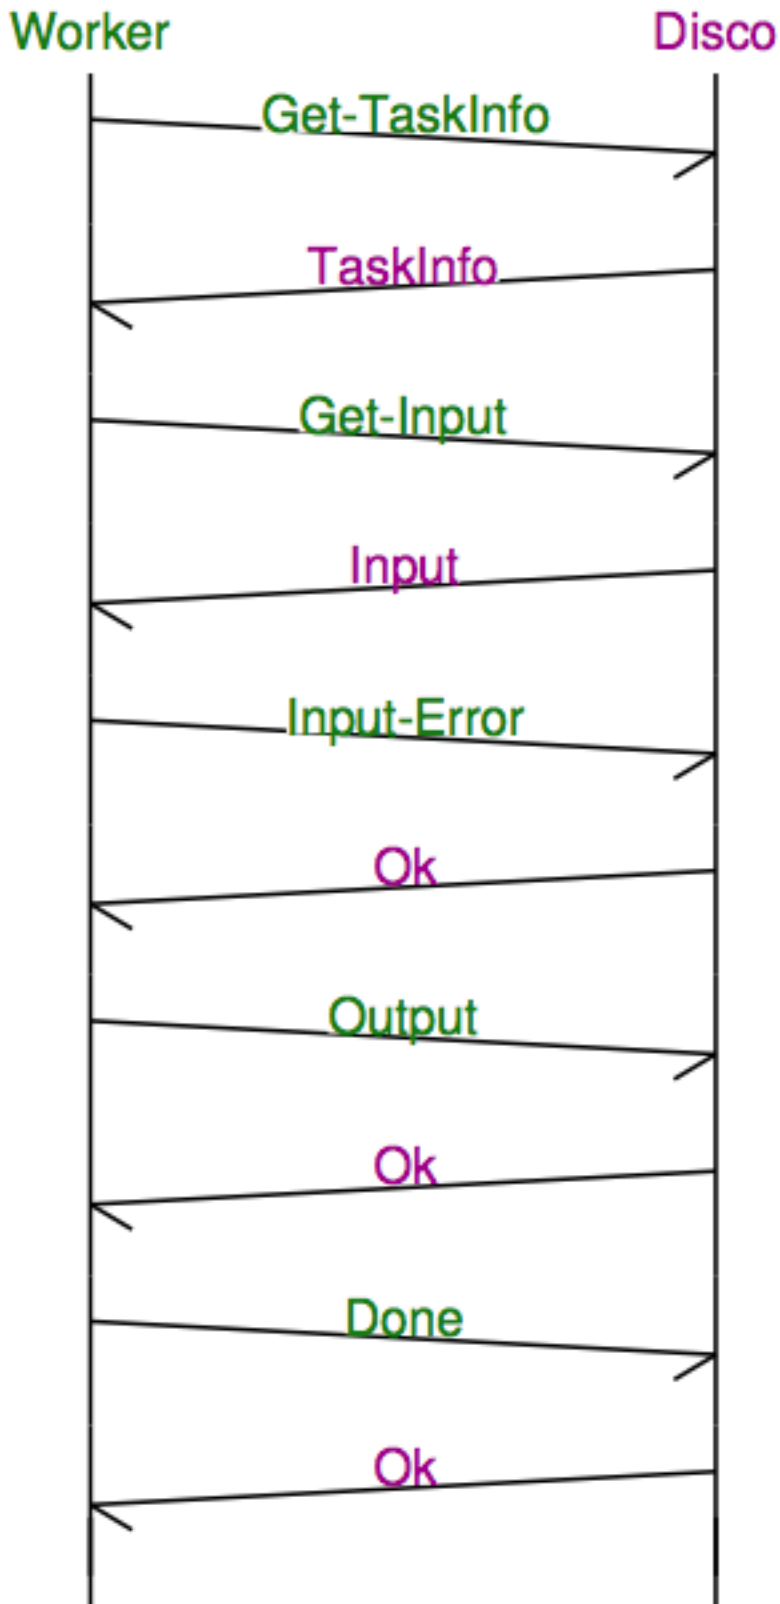 Worker Disco
Get-TaskInfo
TaskInfo
Get-Input
Input
Input-Error
Ok
Output
Ok
Done
Ok